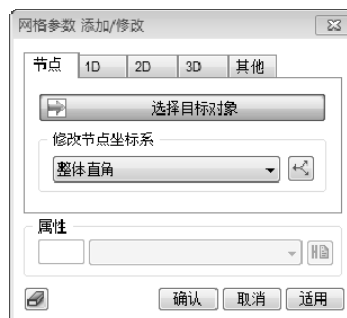 网格参数 添加/修改
节点 1D 2D 3D 其他
选择目标对象
修改节点坐标系
整体直角
属性
确认 取消 适用